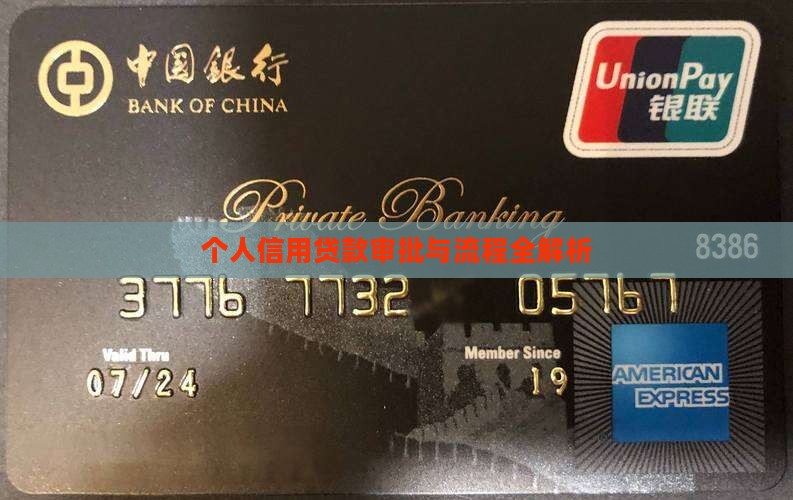 中国银行
BANK OF CHINA
UnionPay
银联
Private Banking
个人信用贷款审批与流程全解析
8386
3776 7732 05767
Valid Thru
Member Since
07/24
19
AMERICAN
EXPRESS